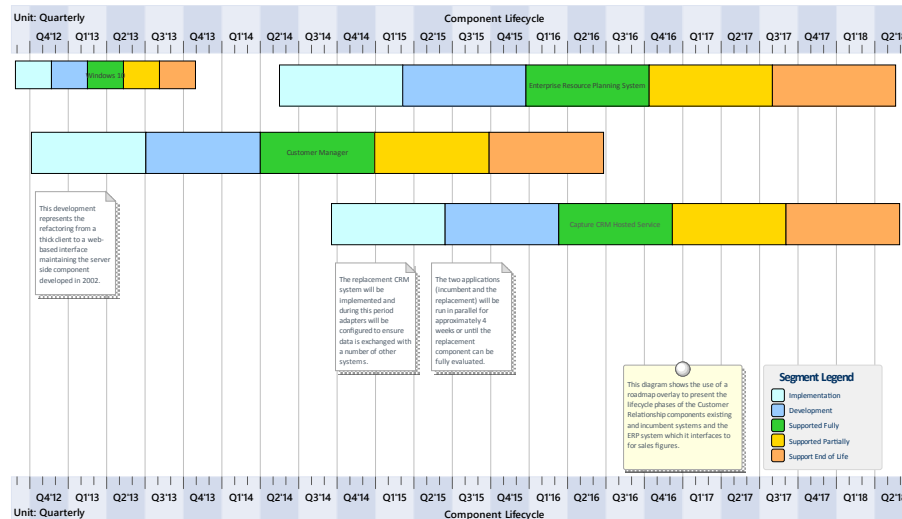 Unit: Quarterly
Component Lifecycle
Q4'12 Q1'13 Q2'13 Q3'13 Q4'13 Q1'14 Q2'14 Q3'14 Q4'14 Q1'15 Q2'15 Q3'15 Q4'15 Q1'16 Q2'16 Q3'16 Q4'16 Q1'17 Q2'17 Q3'17 Q4'17 Q1'18 Q2'18
Windows 10
Enterprise Resource Planning System
Customer Manager
This development
represents the
refactoring from a
thick client to a web-
based interface
maintaining the server
side component
developed in 2002.
Capture CRM Hosted Service
The replacement CRM
system will be
implemented and
during this period
adapters will be
configured to ensure
data is exchanged with
a number of other
systems.
The two applications
(incumbent and the
replacement) will be
run in parallel for
approximately 4
weeks or until the
replacement
component can be
fully evaluated.
This diagram shows the use of a
roadmap overlay to present the
lifecycle phases of the Customer
Relationship components existing
and incumbent systems and the
ERP system which it interfaces to
for sales figures.
Segment Legend
Implementation
Development
Supported Fully
Supported Partially
Support End of Life
Q4'12 Q1'13 Q2'13 Q3'13 Q4'13 Q1'14 Q2'14 Q3'14 Q4'14 Q1'15 Q2'15 Q3'15 Q4'15 Q1'16 Q2'16 Q3'16 Q4'16 Q1'17 Q2'17 Q3'17 Q4'17 Q1'18 Q2'18
Unit: Quarterly
Component Lifecycle